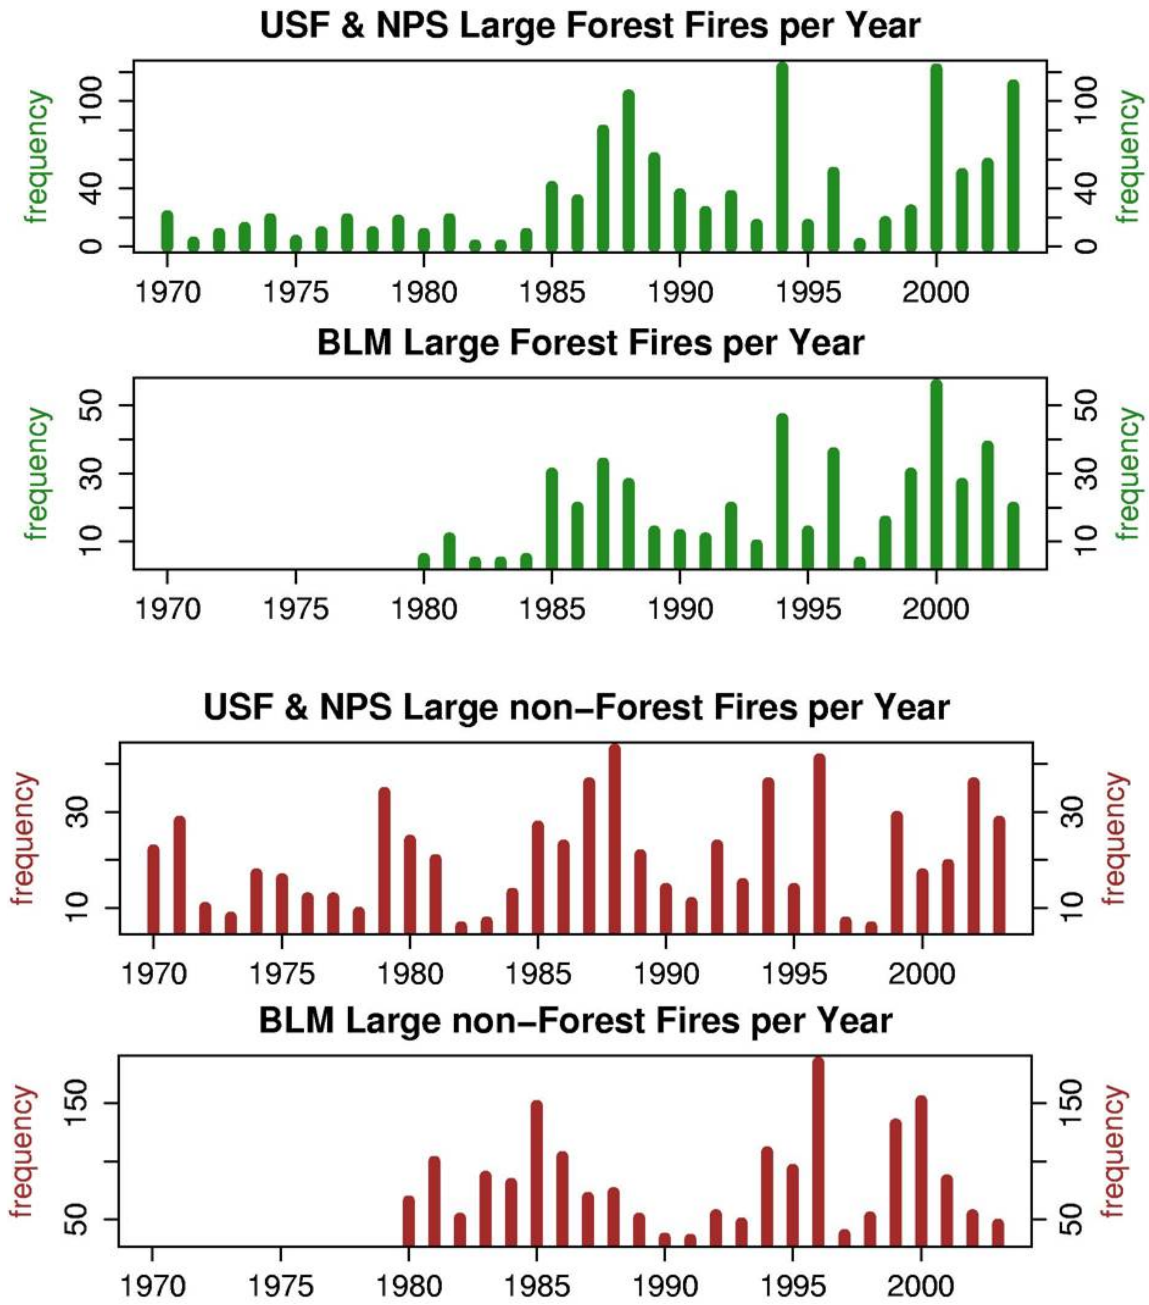 USF & NPS Large Forest Fires per Year
frequency
0 40 100
0 40 100
frequency
1970 1975 1980 1985 1990 1995 2000
BLM Large Forest Fires per Year
frequency
10 30 50
10 30 50
frequency
1970 1975 1980 1985 1990 1995 2000
USF & NPS Large non–Forest Fires per Year
frequency
10 30
10 30
frequency
1970 1975 1980 1985 1990 1995 2000
BLM Large non–Forest Fires per Year
frequency
50 150
50 150
frequency
1970 1975 1980 1985 1990 1995 2000